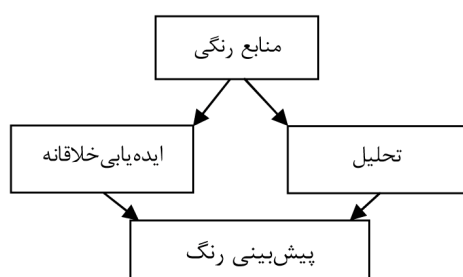 منابع رنگی
تحلیل
ایده‌یابی خلاقانه
پیش‌بینی رنگ